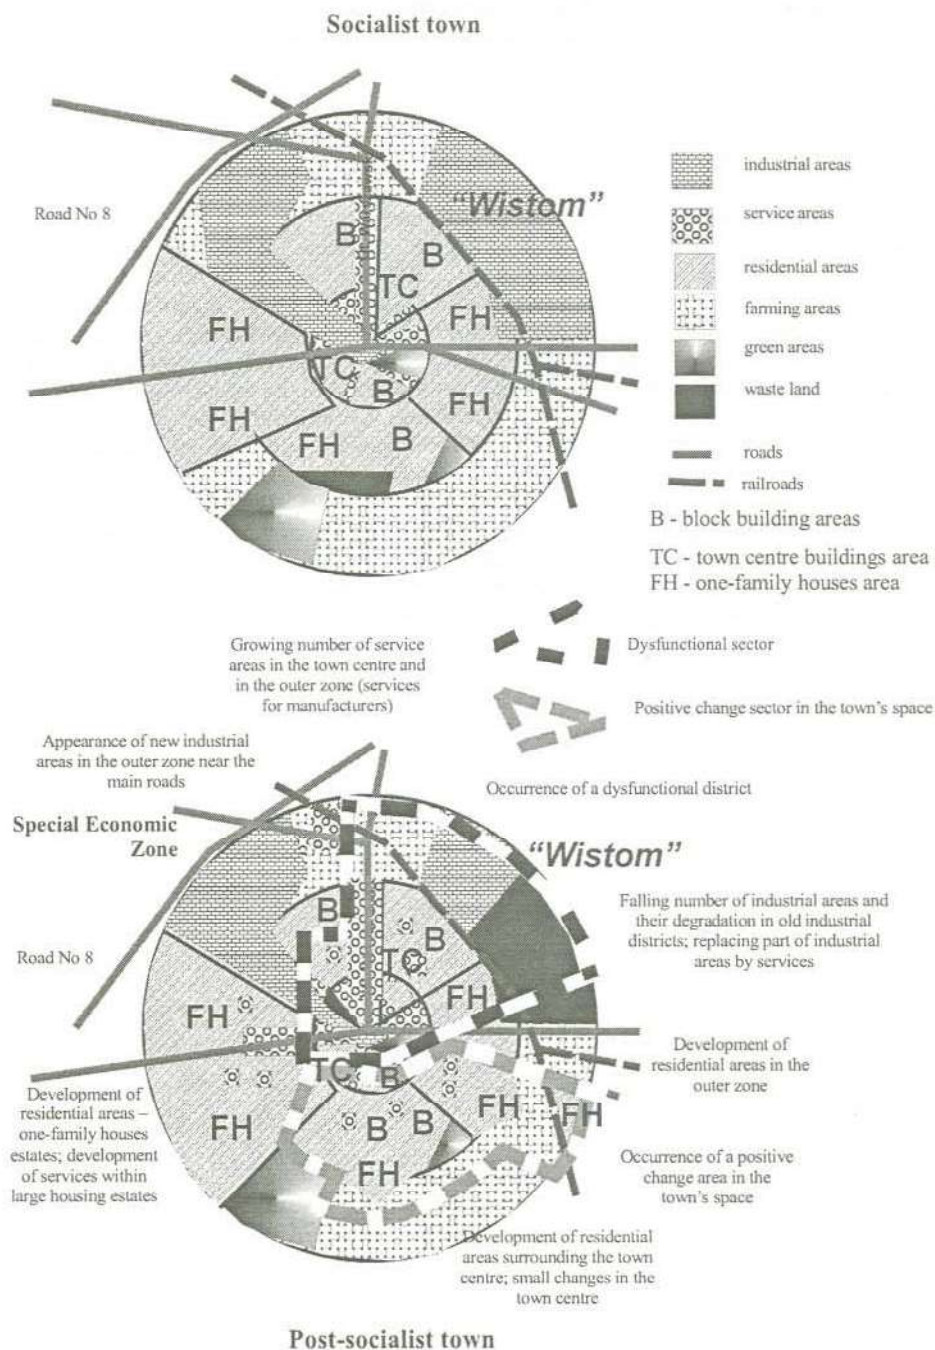 Socialist town
Road No 8
"Wistom"
B
B
TC
FH
FH
TC
B
FH
FH
FH
B
industrial areas
service areas
residential areas
farming areas
green areas
waste land
roads
railroads
B - block building areas
TC - town centre buildings area
FH - one-family houses area
Growing number of service
areas in the town centre and
in the outer zone (services
for manufacturers)
Dysfunctional sector
Positive change sector in the town's space
Appearance of new industrial
areas in the outer zone near the
main roads
Occurrence of a dysfunctional district
Special Economic
Zone
"Wistom"
Falling number of industrial areas and
their degradation in old industrial
districts; replacing part of industrial
areas by services
Road No 8
B
B
TC
FH
FH
TC
B
FH
FH
B
B
FH
FH
Development of
residential areas in the
outer zone
Development of
residential areas –
one-family houses
estates; development
of services within
large housing estates
Occurrence of a positive
change area in the
town's space
Development of residential
areas surrounding the town
centre; small changes in the
town centre
Post-socialist town